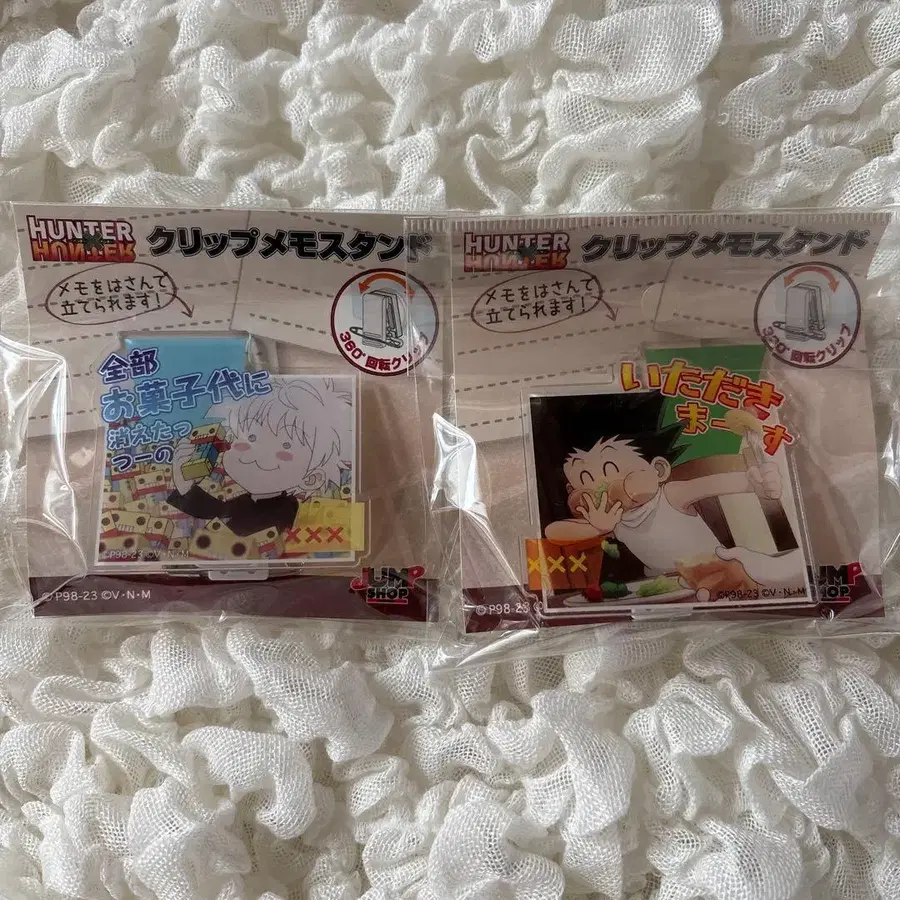 HUNTER
HUNTER
クリップメモスタンド
メモをはさんで
立てられます!
360°回転クリップ
全部
お菓子代に
消えたっ
つーの
×××
©P98-23 ©V・N・M
JUMP
SHOP
©P98-23 ©V・N・M
HUNTER
HUNTER
クリップメモスタンド
メモをはさんで
立てられます!
回転クリップ
いただき
まーす
×××
©P98-23 ©V・N・M
JUMP
SHOP
©P98-23 ©